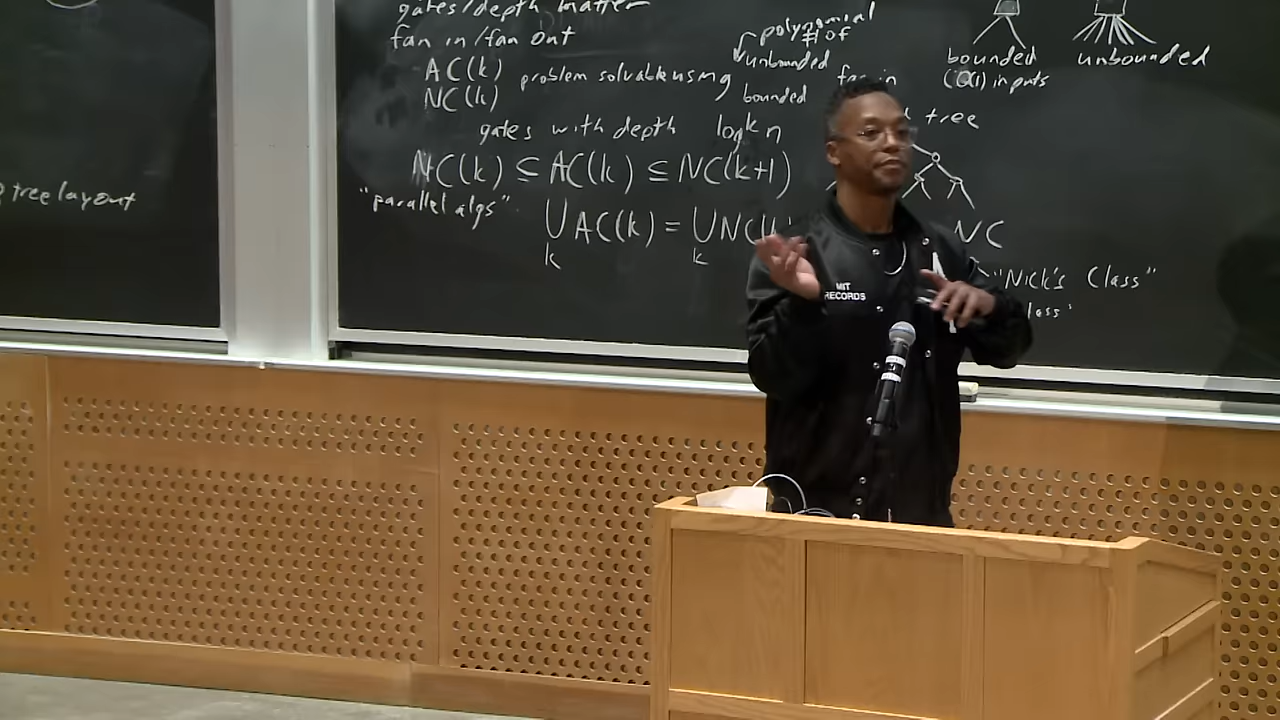 gates/depth matter
fan in/fan out
AC(k)
NC(k)
problem solvable using
polynomial
# of
unbounded
bounded
fan in
gates with depth log^k n
NC(k) ⊆ AC(k) ⊆ NC(k+1)
"parallel algs"
⋃ AC(k) = ⋃ NC(k)
k k
bounded
(O(1)) inputs
unbounded
tree
NC
"Nick's Class"
tree layout
MIT
RECORDS